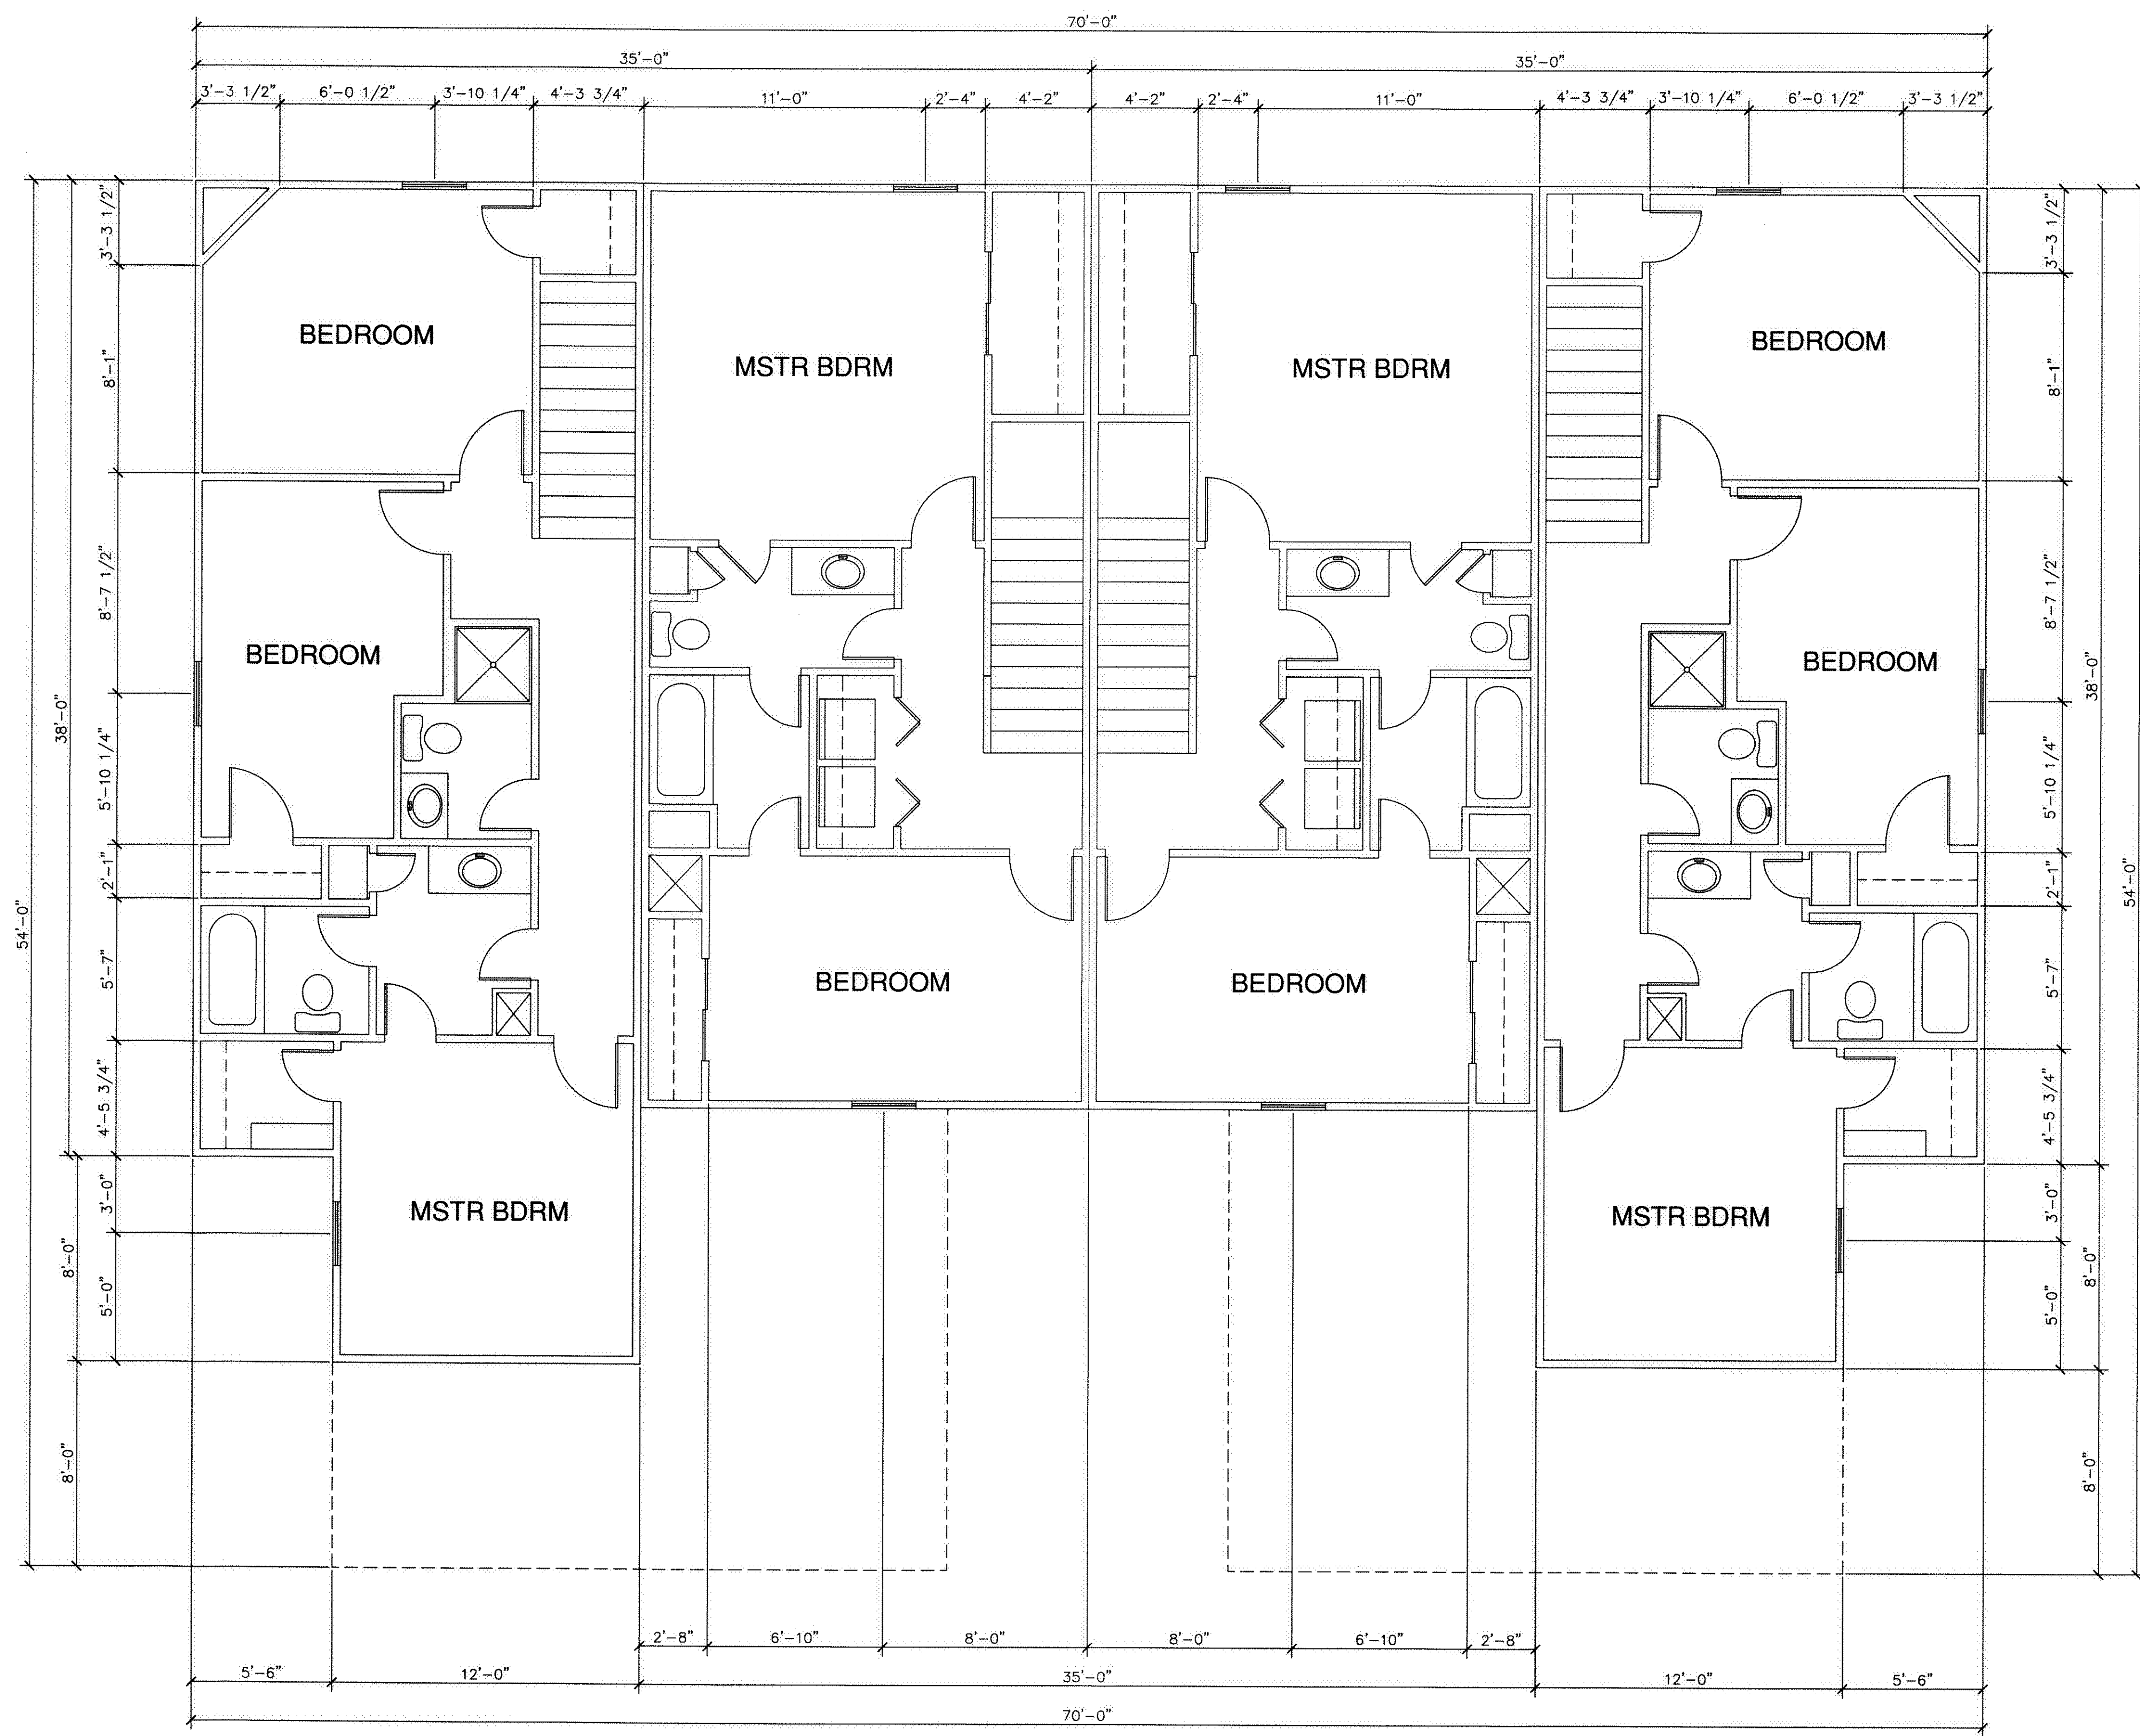 70'-0"
35'-0" 35'-0"
3'-3 1/2" 6'-0 1/2" 3'-10 1/4" 4'-3 3/4" 11'-0" 2'-4" 4'-2" 4'-2" 2'-4" 11'-0" 4'-3 3/4" 3'-10 1/4" 6'-0 1/2" 3'-3 1/2"
3'-3 1/2"
8'-1"
8'-7 1/2"
5'-10 1/4"
2'-1"
5'-7"
4'-5 3/4"
3'-0"
5'-0"
38'-0"
8'-0"
8'-0"
54'-0"
BEDROOM
MSTR BDRM
MSTR BDRM
BEDROOM
BEDROOM
BEDROOM
BEDROOM
BEDROOM
MSTR BDRM
MSTR BDRM
3'-3 1/2"
8'-1"
8'-7 1/2"
5'-10 1/4"
2'-1"
5'-7"
4'-5 3/4"
3'-0"
5'-0"
38'-0"
8'-0"
8'-0"
54'-0"
2'-8" 6'-10" 8'-0" 8'-0" 6'-10" 2'-8"
5'-6" 12'-0" 35'-0" 12'-0" 5'-6"
70'-0"